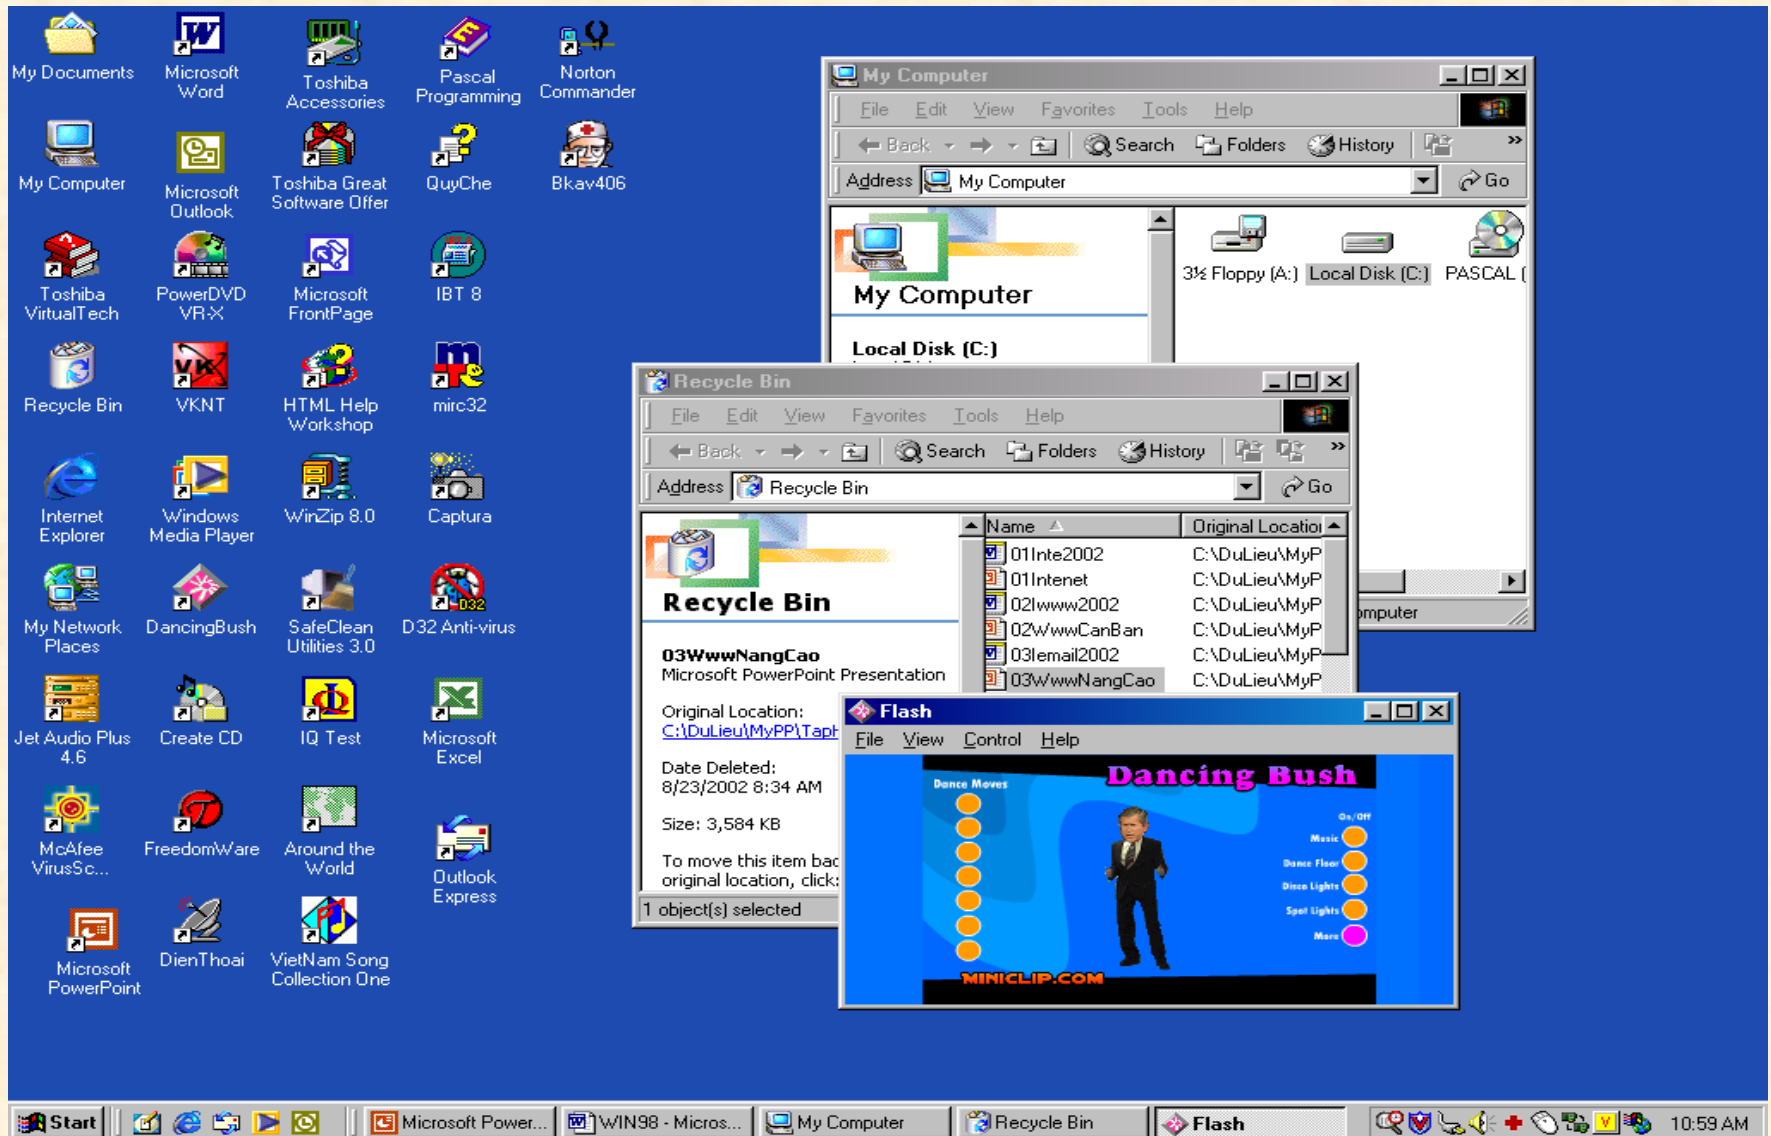 My Documents
Microsoft
Word
Toshiba
Accessories
Pascal
Programming
Norton
Commander
My Computer
Microsoft
Outlook
Toshiba Great
Software Offer
QuyChe
Bkav406
Toshiba
VirtualTech
PowerDVD
VR-X
Microsoft
FrontPage
IBT 8
Recycle Bin
VKNT
HTML Help
Workshop
mirc32
Internet
Explorer
Windows
Media Player
WinZip 8.0
Captura
My Network
Places
DancingBush
SafeClean
Utilities 3.0
D32 Anti-virus
Jet Audio Plus
4.6
Create CD
IQ Test
Microsoft
Excel
McAfee
VirusSc...
FreedomWare
Around the
World
Outlook
Express
Microsoft
PowerPoint
DienThoai
VietNam Song
Collection One
My Computer
File Edit View Favorites Tools Help
Back Search Folders History »
Address My Computer Go
My Computer
Local Disk (C:)
3½ Floppy (A:) Local Disk (C:) PASCAL (
omputer
Recycle Bin
File Edit View Favorites Tools Help
Back Search Folders History »
Address Recycle Bin Go
Recycle Bin
03WwwNangCao
Microsoft PowerPoint Presentation
Original Location:
C:\DuLieu\MyPP\Tap
Date Deleted:
8/23/2002 8:34 AM
Size: 3,584 KB
To move this item bac
original location, click:
1 object(s) selected
Name Original Location
01Inte2002 C:\DuLieu\MyP
01Intenet C:\DuLieu\MyP
02Iwww2002 C:\DuLieu\MyP
02WwwCanBan C:\DuLieu\MyP
03Iemail2002 C:\DuLieu\MyP
03WwwNangCao C:\DuLieu\MyP
Flash
File View Control Help
Dancing Bush
Dance Moves
On/Off
Music
Dance Floor
Disco Lights
Spot Lights
More
MINICLIP.COM
Start
Microsoft Power...
WIN98 - Micros...
My Computer
Recycle Bin
Flash
10:59 AM